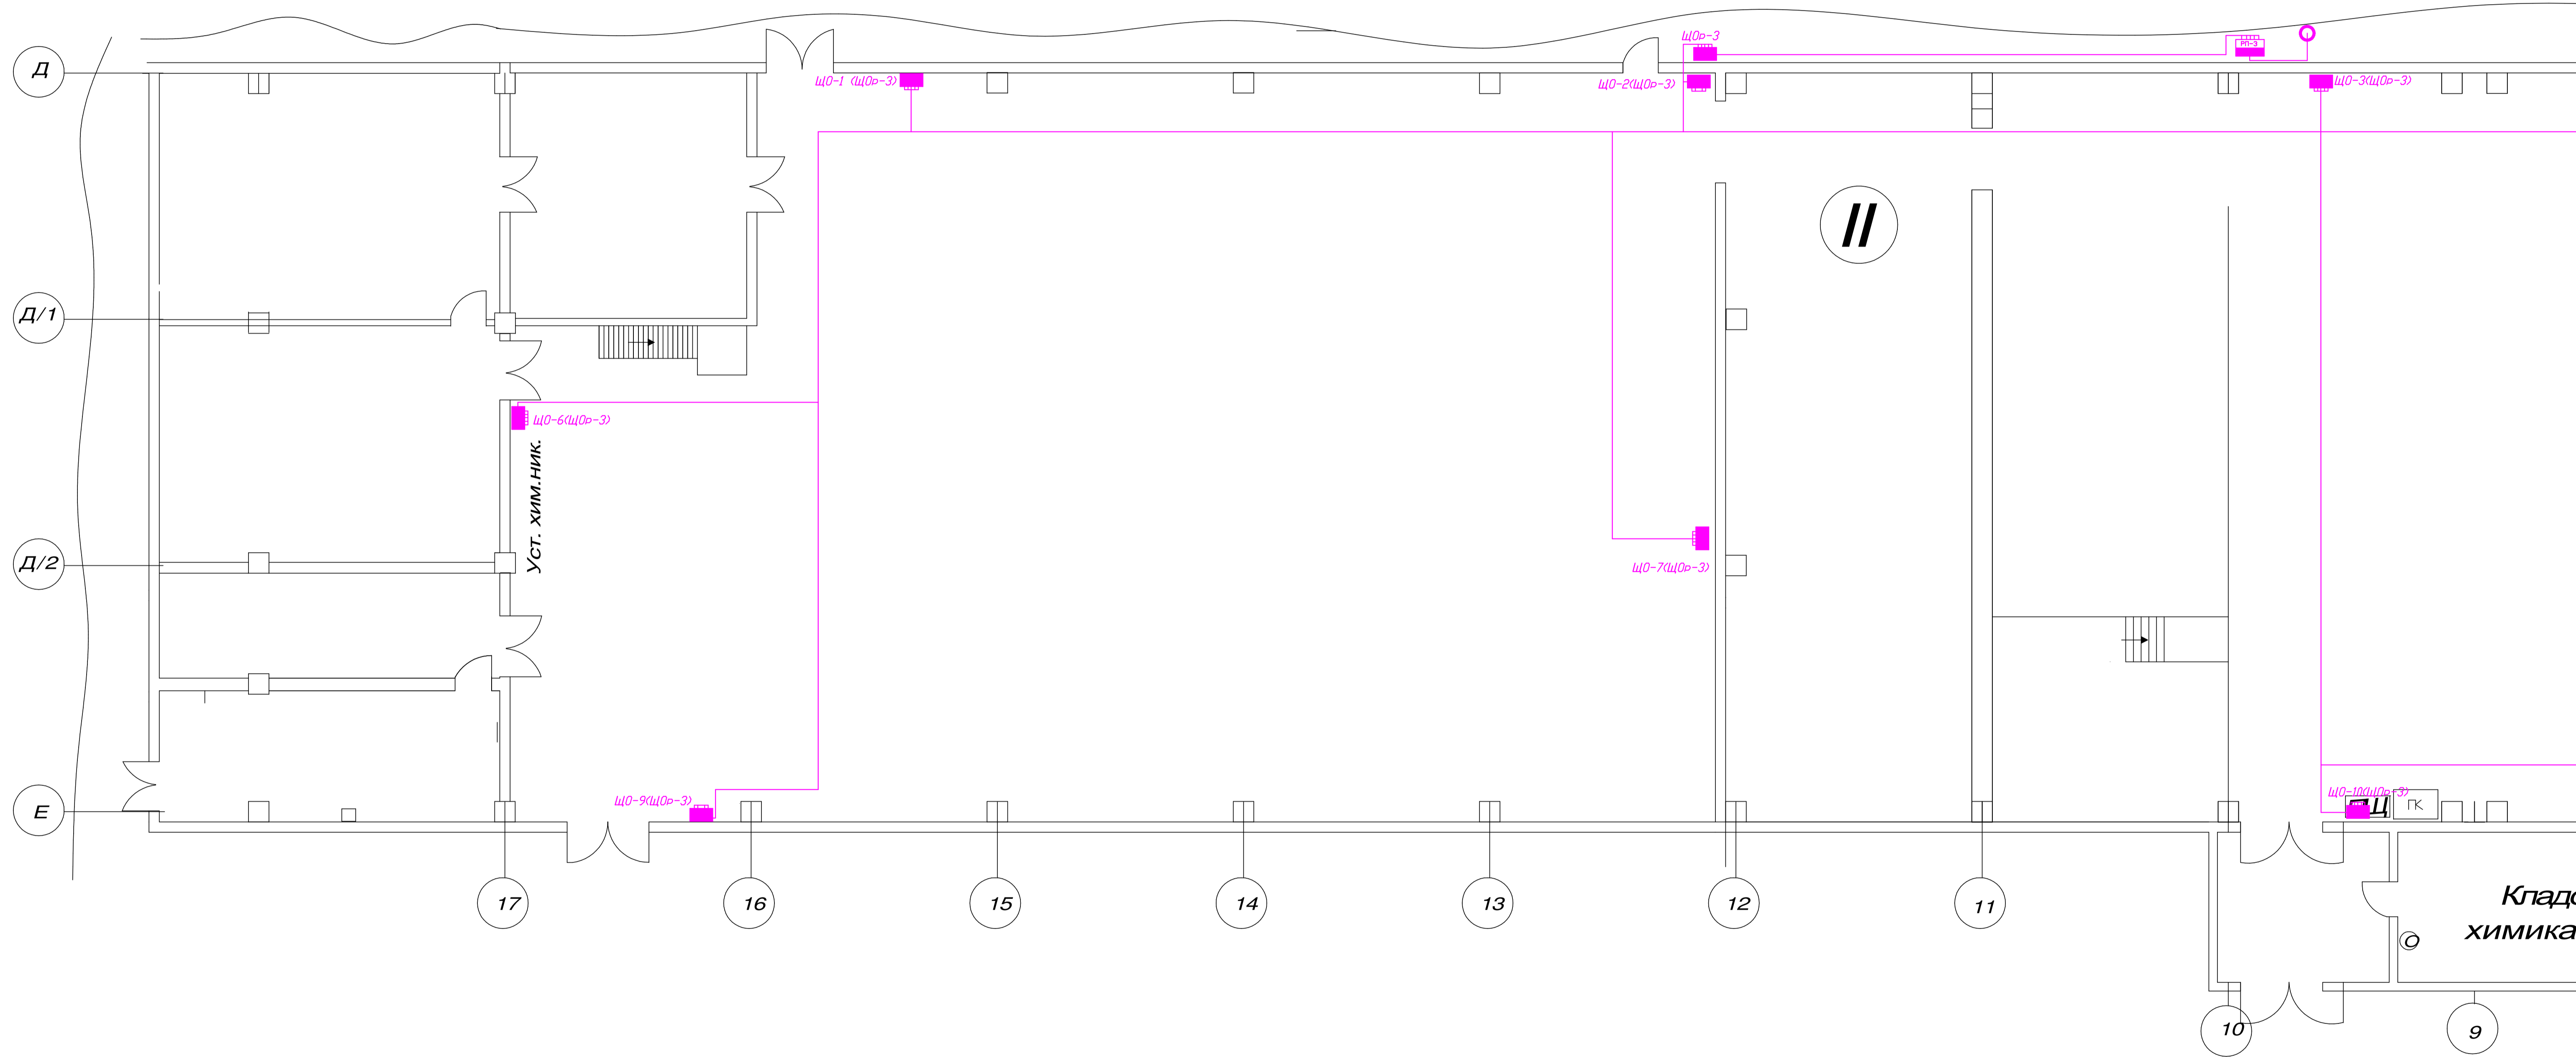 Д
ЩО-1 (ЩОр-3)
ЩОр-3
ЩО-2(ЩОр-3)
РП-3
ЩО-3(ЩОр-3)
II
Д/1
ЩО-6(ЩОр-3)
Уст. хим.ник.
Д/2
ЩО-7(ЩОр-3)
Е
ЩО-9(ЩОр-3)
ЩО-10(ЩОр-3)
ГК
17
16
15
14
13
12
11
Кладо
химика
О
10
9